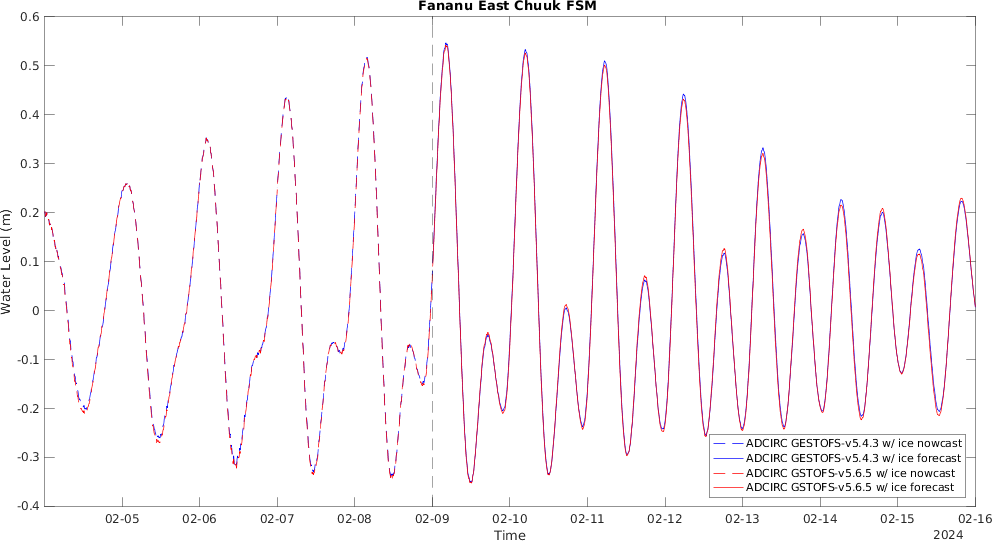 Fananu East Chuuk FSM
0.6
0.5
0.4
0.3
0.2
0.1
0
-0.1
-0.2
-0.3
-0.4
Water Level (m)
ADCIRC GESTOFS-v5.4.3 w/ ice nowcast
ADCIRC GESTOFS-v5.4.3 w/ ice forecast
ADCIRC GSTOFS-v5.6.5 w/ ice nowcast
ADCIRC GSTOFS-v5.6.5 w/ ice forecast
02-05 02-06 02-07 02-08 02-09 02-10 02-11 02-12 02-13 02-14 02-15 02-16
Time
2024